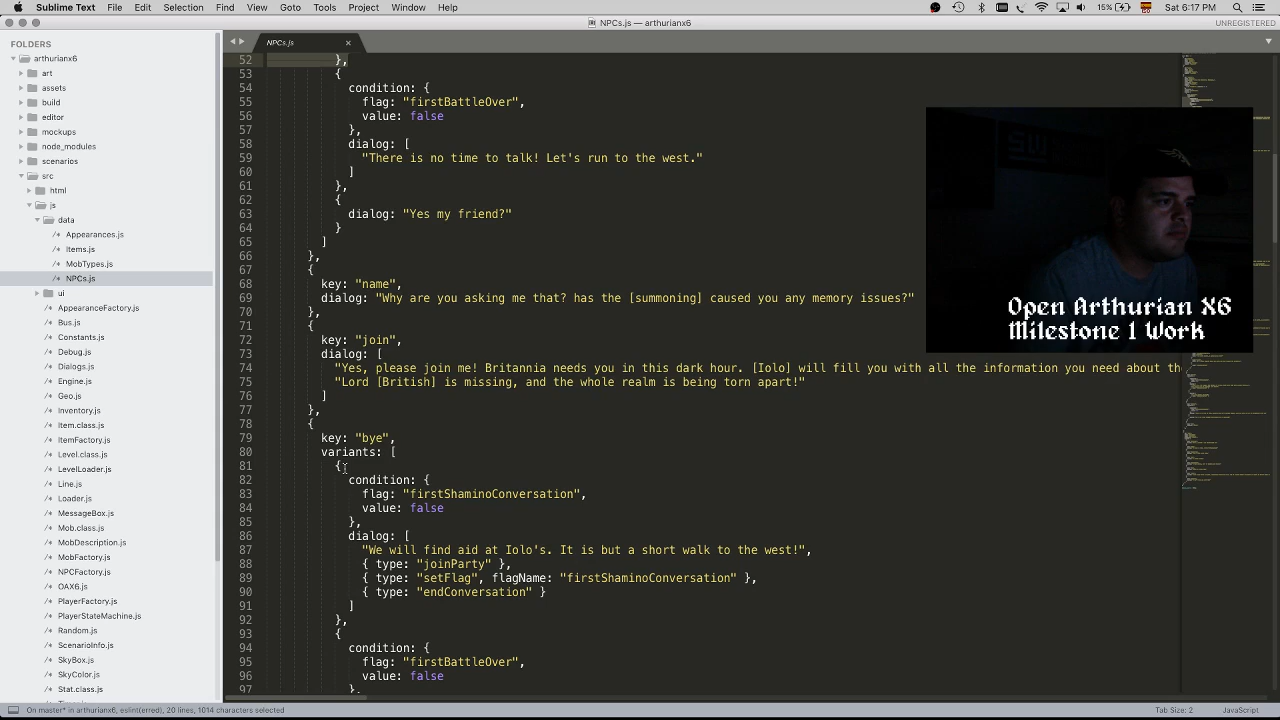 Sublime Text File Edit Selection Find View Goto Tools Project Window Help
15% Sat 6:17 PM
NPCs.js — arthurianx6
UNREGISTERED
FOLDERS
arthurianx6
art
assets
build
editor
mockups
node_modules
scenarios
src
html
js
data
Appearances.js
Items.js
MobTypes.js
NPCs.js
ui
AppearanceFactory.js
Bus.js
Constants.js
Debug.js
Dialogs.js
Engine.js
Geo.js
Inventory.js
Item.class.js
ItemFactory.js
Level.class.js
LevelLoader.js
Line.js
Loader.js
MessageBox.js
Mob.class.js
MobDescription.js
MobFactory.js
NPCFactory.js
OAX6.js
PlayerFactory.js
PlayerStateMachine.js
Random.js
ScenarioInfo.js
SkyBox.js
SkyColor.js
Stat.class.js
NPCs.js ×
52 },
53 {
54 condition: {
55 flag: "firstBattleOver",
56 value: false
57 },
58 dialog: [
59 "There is no time to talk! Let's run to the west."
60 ]
61 },
62 {
63 dialog: "Yes my friend?"
64 }
65 ]
66 },
67 {
68 key: "name",
69 dialog: "Why are you asking me that? has the [summoning] caused you any memory issues?"
70 },
71 {
72 key: "join",
73 dialog: [
74 "Yes, please join me! Britannia needs you in this dark hour. [Iolo] will fill you with all the information you need about th
75 "Lord [British] is missing, and the whole realm is being torn apart!"
76 ]
77 },
78 {
79 key: "bye",
80 variants: [
81 {
82 condition: {
83 flag: "firstShaminoConversation",
84 value: false
85 },
86 dialog: [
87 "We will find aid at Iolo's. It is but a short walk to the west!",
88 { type: "joinParty" },
89 { type: "setFlag", flagName: "firstShaminoConversation" },
90 { type: "endConversation" }
91 ]
92 },
93 {
94 condition: {
95 flag: "firstBattleOver",
96 value: false
97 },
Open Arthurian X6
Milestone 1 Work
On master* in arthurianx6, eslint(erred), 20 lines, 1014 characters selected
Tab Size: 2 JavaScript